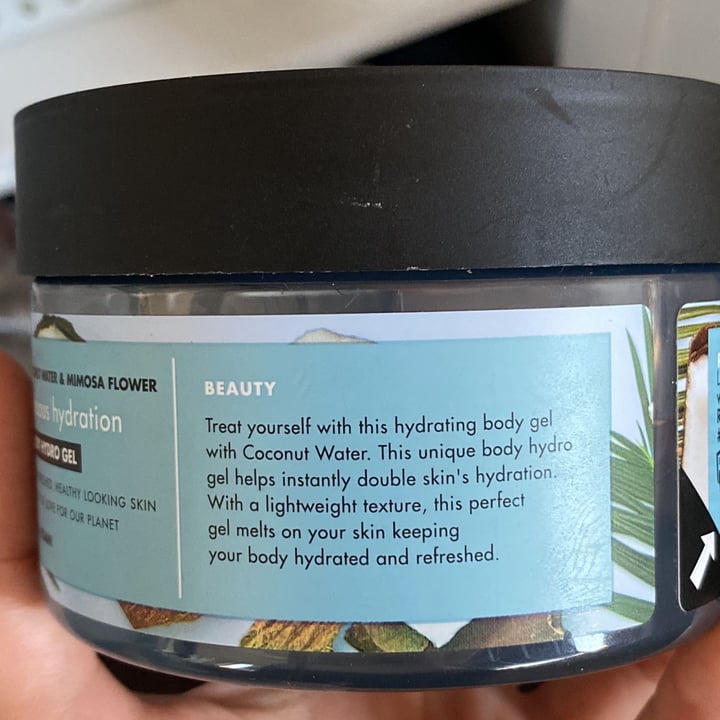 WATER & MIMOSA FLOWER
hydration
HYDRO GEL
HEALTHY LOOKING SKIN
LOVE FOR OUR PLANET
BEAUTY
Treat yourself with this hydrating body gel
with Coconut Water. This unique body hydro
gel helps instantly double skin's hydration.
With a lightweight texture, this perfect
gel melts on your skin keeping
your body hydrated and refreshed.